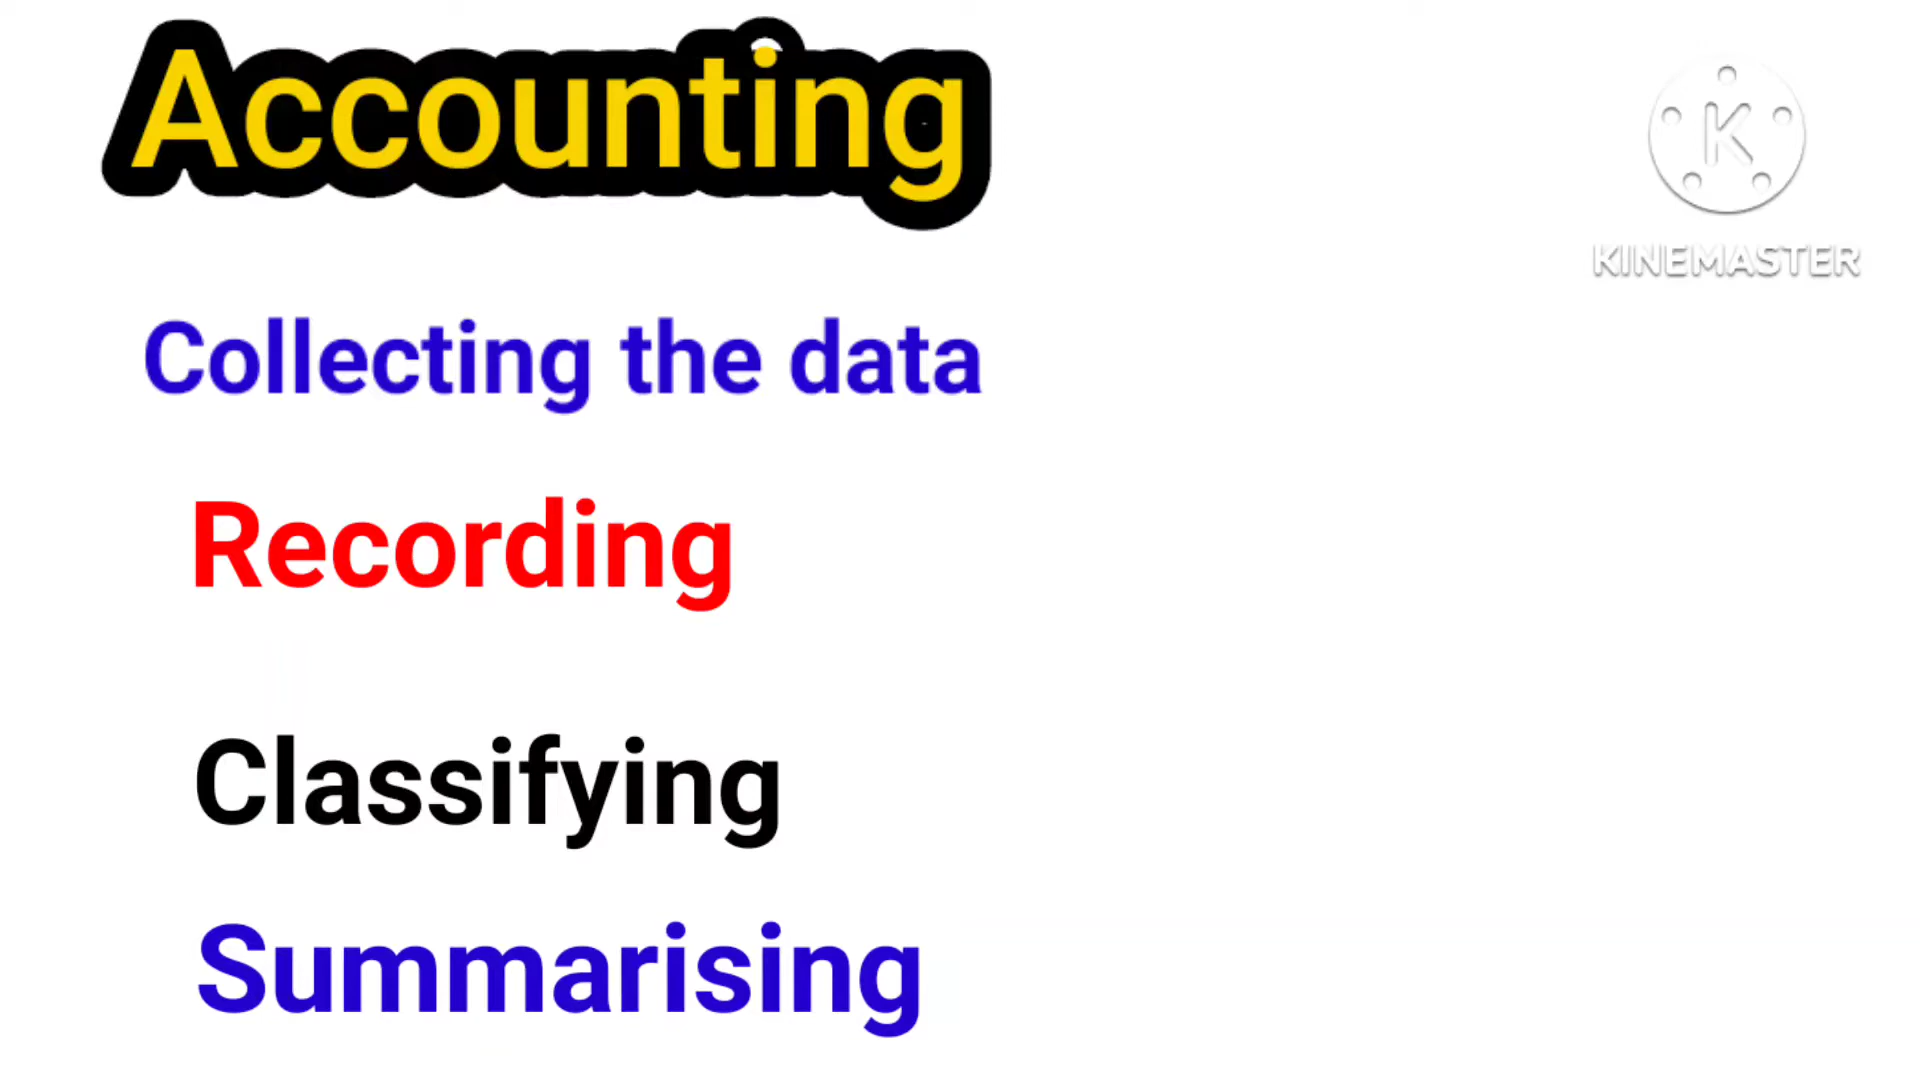 Accounting
K
KINEMASTER
Collecting the data
Recording
Classifying
Summarising